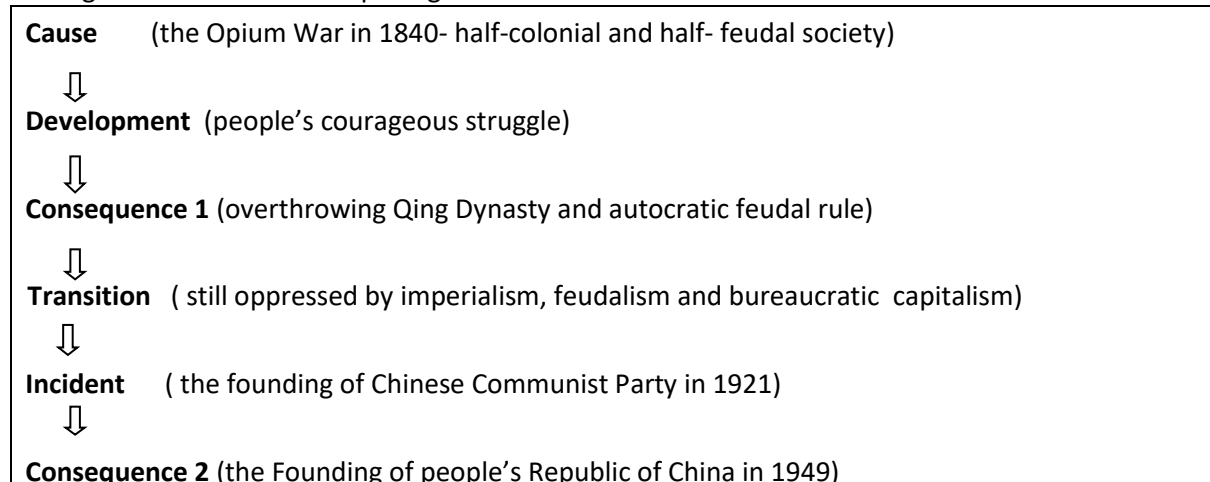 Cause (the Opium War in 1840- half-colonial and half- feudal society)
Development (people’s courageous struggle)
Consequence 1 (overthrowing Qing Dynasty and autocratic feudal rule)
Transition ( still oppressed by imperialism, feudalism and bureaucratic capitalism)
Incident ( the founding of Chinese Communist Party in 1921)
Consequence 2 (the Founding of people’s Republic of China in 1949)